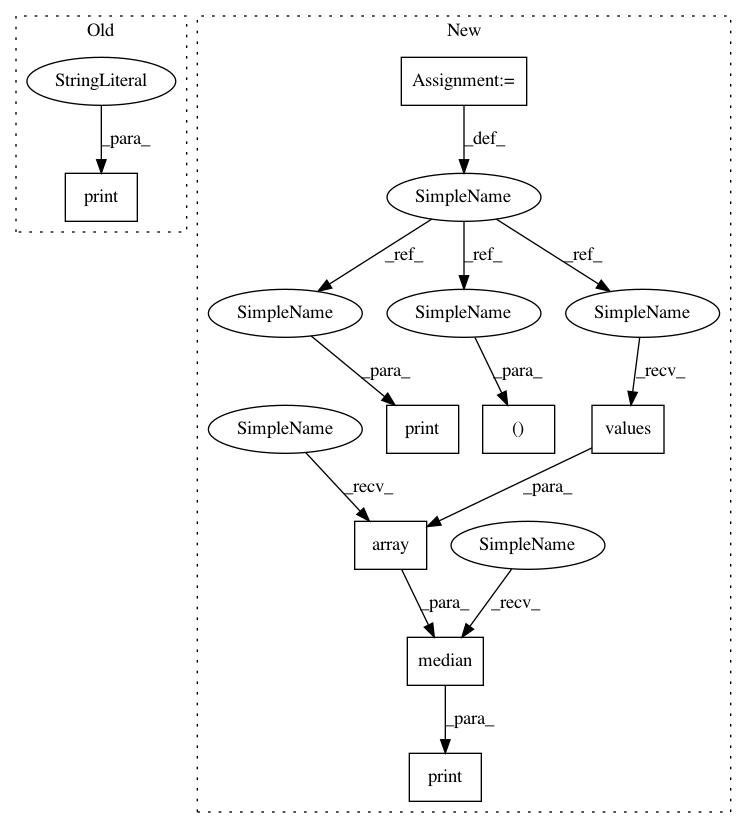 Old
New
StringLiteral
Assignment:=
_para_
_def_
print
SimpleName
_ref_
_ref_
_ref_
SimpleName
SimpleName
SimpleName
_para_
_para_
_recv_
SimpleName
print
()
values
_recv_
_para_
array
SimpleName
_para_
_recv_
median
_para_
print